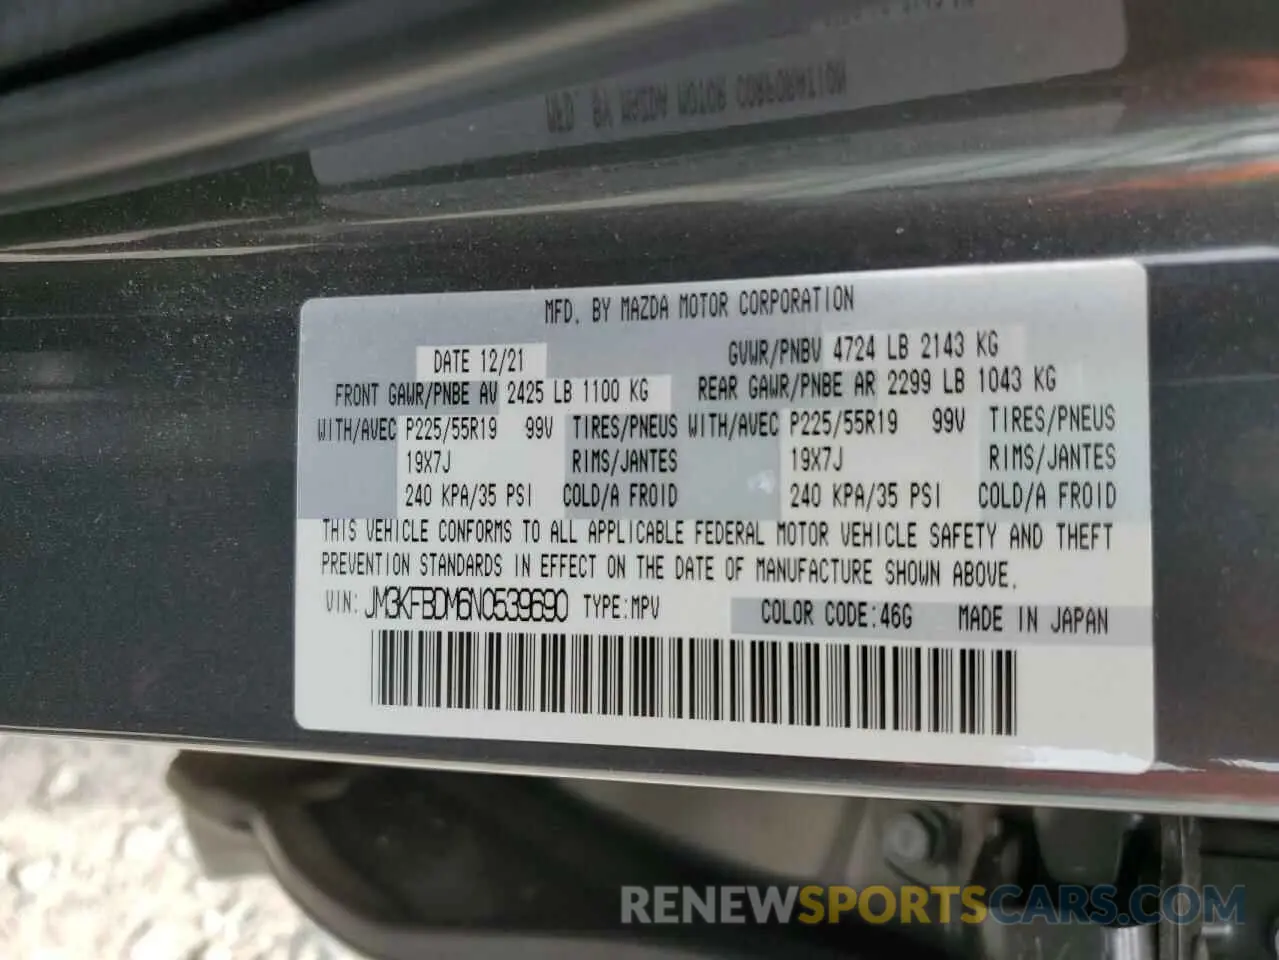 MFD. BY MAZDA MOTOR CORPORATION
DATE 12/21 GVWR/PNBV 4724 LB 2143 KG
FRONT GAWR/PNBE AV 2425 LB 1100 KG REAR GAWR/PNBE AR 2299 LB 1043 KG
WITH/AVEC P225/55R19 99V TIRES/PNEUS WITH/AVEC P225/55R19 99V TIRES/PNEUS
19X7J RIMS/JANTES 19X7J RIMS/JANTES
240 KPA/35 PSI COLD/A FROID 240 KPA/35 PSI COLD/A FROID
THIS VEHICLE CONFORMS TO ALL APPLICABLE FEDERAL MOTOR VEHICLE SAFETY AND THEFT
PREVENTION STANDARDS IN EFFECT ON THE DATE OF MANUFACTURE SHOWN ABOVE.
VIN: JM3KFBDM6N0539690 TYPE:MPV COLOR CODE:46G MADE IN JAPAN
RENEWSPORTSCARS.COM